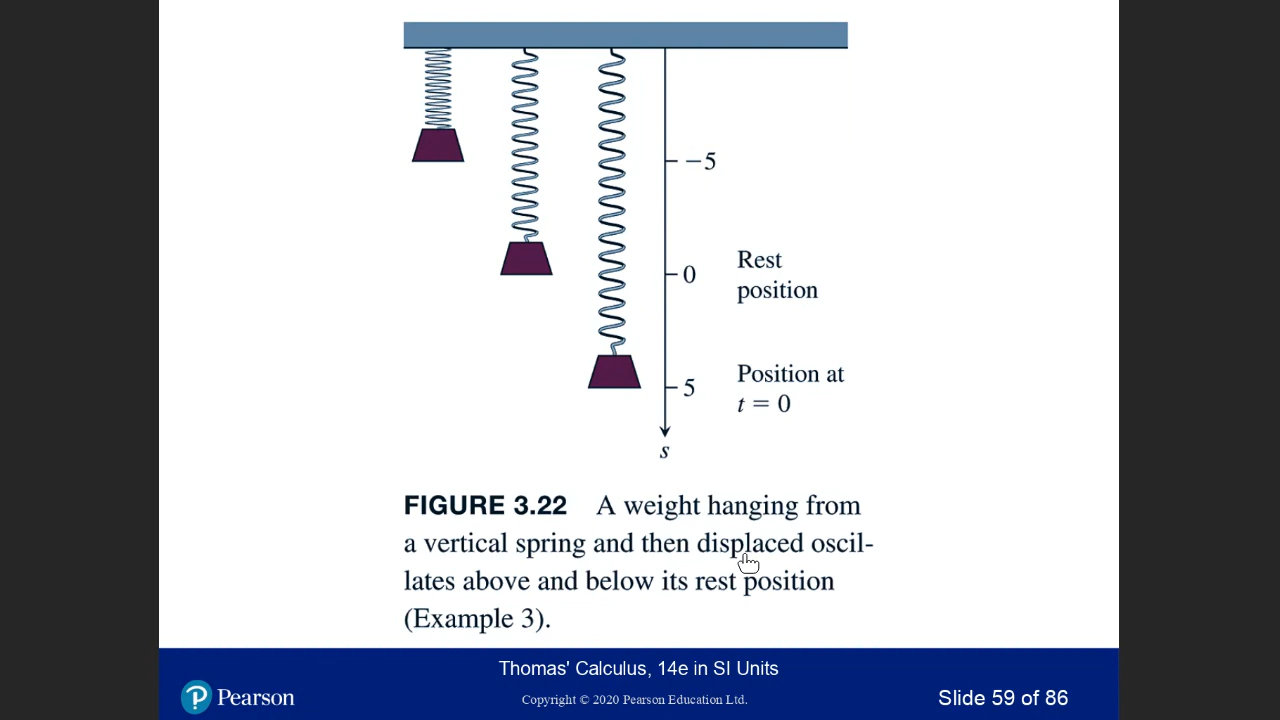 −5
0
Rest
position
5
Position at
t = 0
s
FIGURE 3.22 A weight hanging from
a vertical spring and then displaced oscil-
lates above and below its rest position
(Example 3).
Thomas' Calculus, 14e in SI Units
P Pearson
Copyright © 2020 Pearson Education Ltd.
Slide 59 of 86